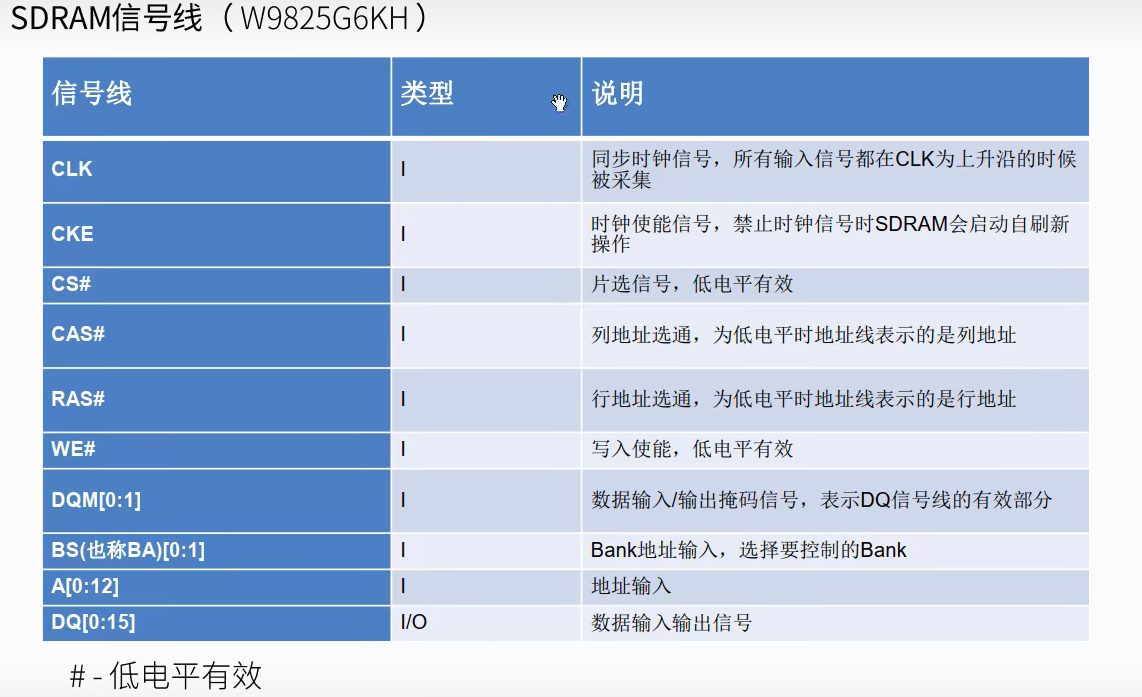 SDRAM信号线（W9825G6KH）
信号线 类型 说明
CLK I 同步时钟信号，所有输入信号都在CLK为上升沿的时候
被采集
CKE I 时钟使能信号，禁止时钟信号时SDRAM会启动自刷新
操作
CS# I 片选信号，低电平有效
CAS# I 列地址选通，为低电平时地址线表示的是列地址
RAS# I 行地址选通，为低电平时地址线表示的是行地址
WE# I 写入使能，低电平有效
DQM[0:1] I 数据输入/输出掩码信号，表示DQ信号线的有效部分
BS(也称BA)[0:1] I Bank地址输入，选择要控制的Bank
A[0:12] I 地址输入
DQ[0:15] I/O 数据输入输出信号
# - 低电平有效